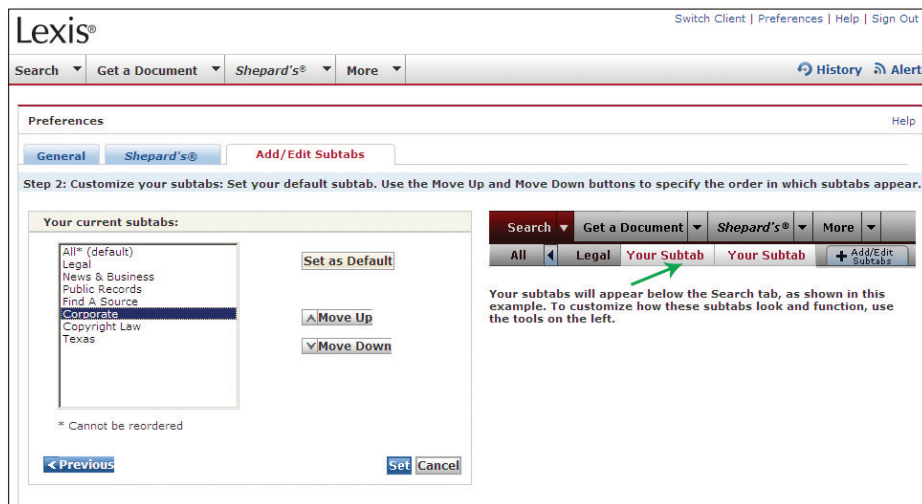 Lexis®
Switch Client | Preferences | Help | Sign Out
Search Get a Document Shepard's® More
History Alert
Preferences
Help
General Shepard's® Add/Edit Subtabs
Step 2: Customize your subtabs: Set your default subtab. Use the Move Up and Move Down buttons to specify the order in which subtabs appear.
Your current subtabs:
All* (default)
Legal
News & Business
Public Records
Find A Source
Corporate
Copyright Law
Texas
Set as Default
Move Up
Move Down
* Cannot be reordered
Previous
Set Cancel
Search Get a Document Shepard's® More
All Legal Your Subtab Your Subtab + Add/Edit
Subtabs
Your subtabs will appear below the Search tab, as shown in this
example. To customize how these subtabs look and function, use
the tools on the left.